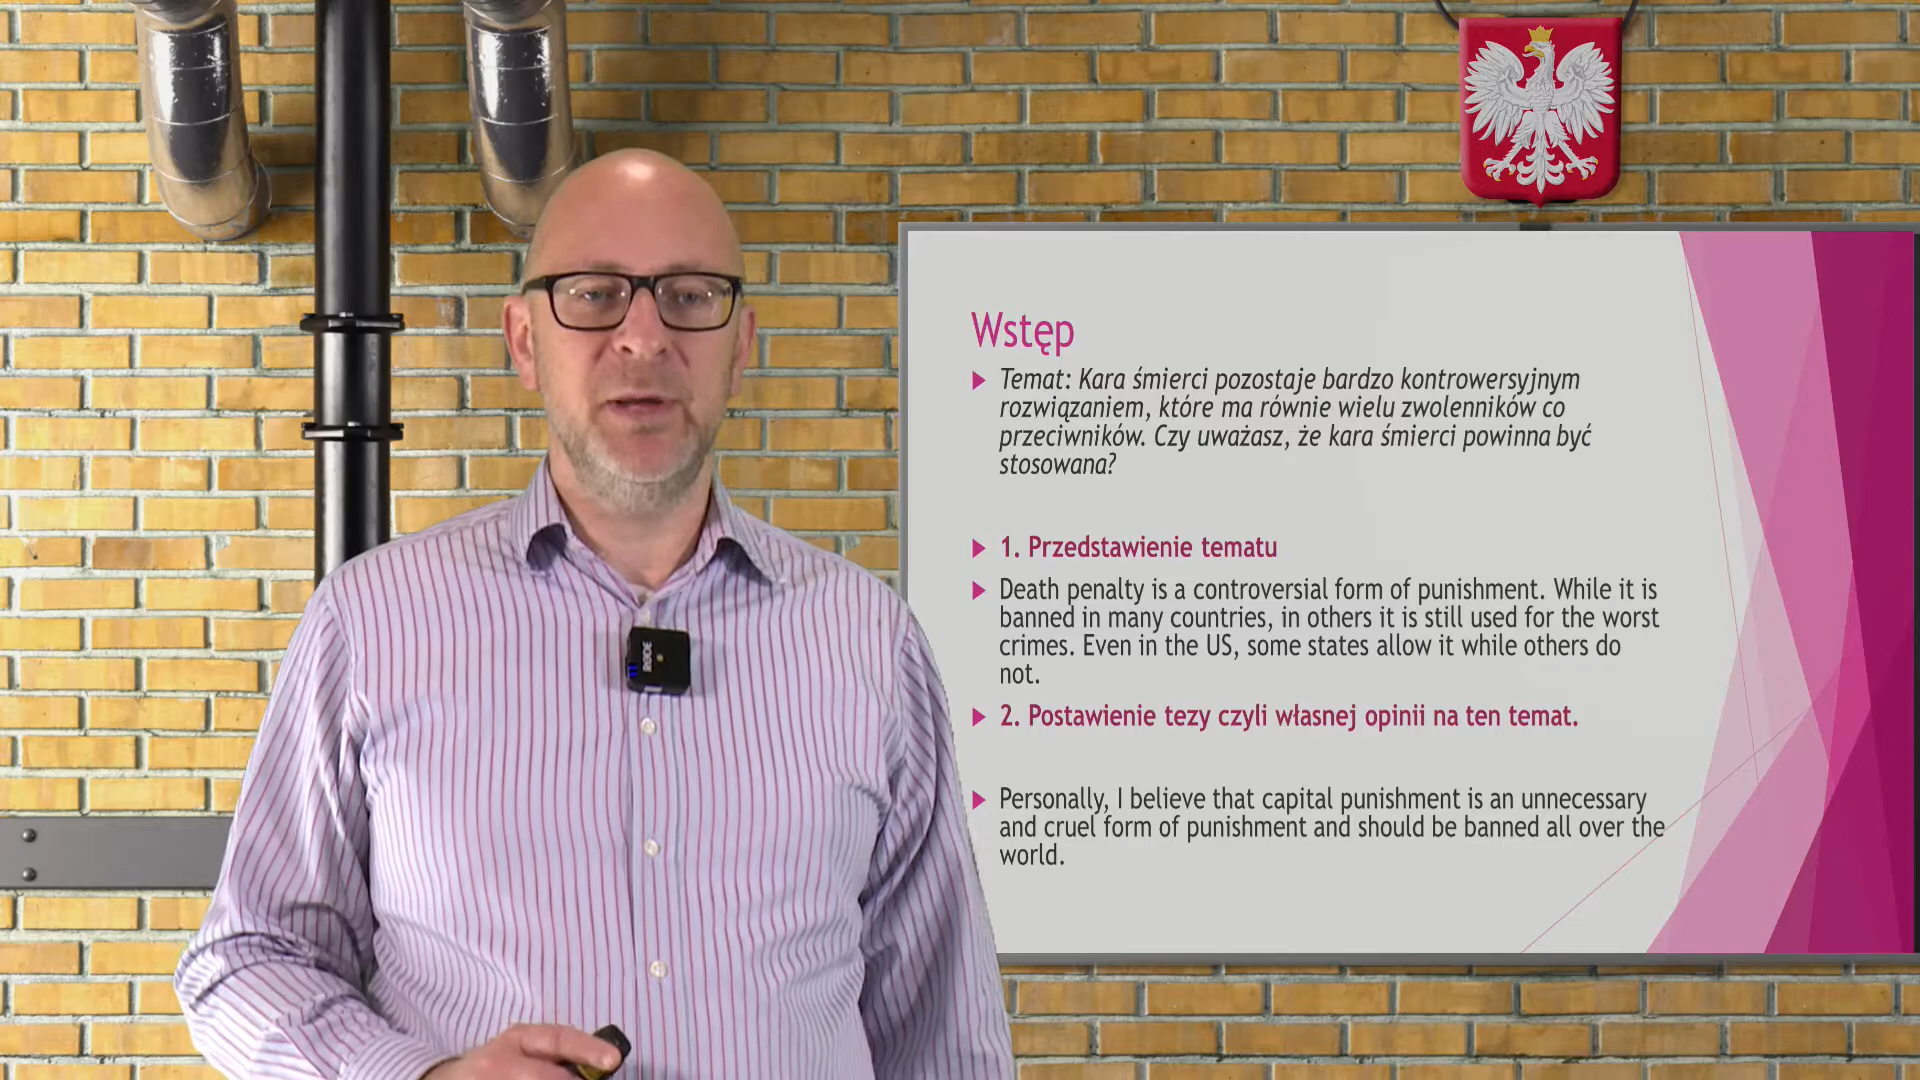 Wstęp
Temat: Kara śmierci pozostaje bardzo kontrowersyjnym
rozwiązaniem, które ma równie wielu zwolenników co
przeciwników. Czy uważasz, że kara śmierci powinna być
stosowana?
1. Przedstawienie tematu
Death penalty is a controversial form of punishment. While it is
banned in many countries, in others it is still used for the worst
crimes. Even in the US, some states allow it while others do
not.
2. Postawienie tezy czyli własnej opinii na ten temat.
Personally, I believe that capital punishment is an unnecessary
and cruel form of punishment and should be banned all over the
world.
RØDE